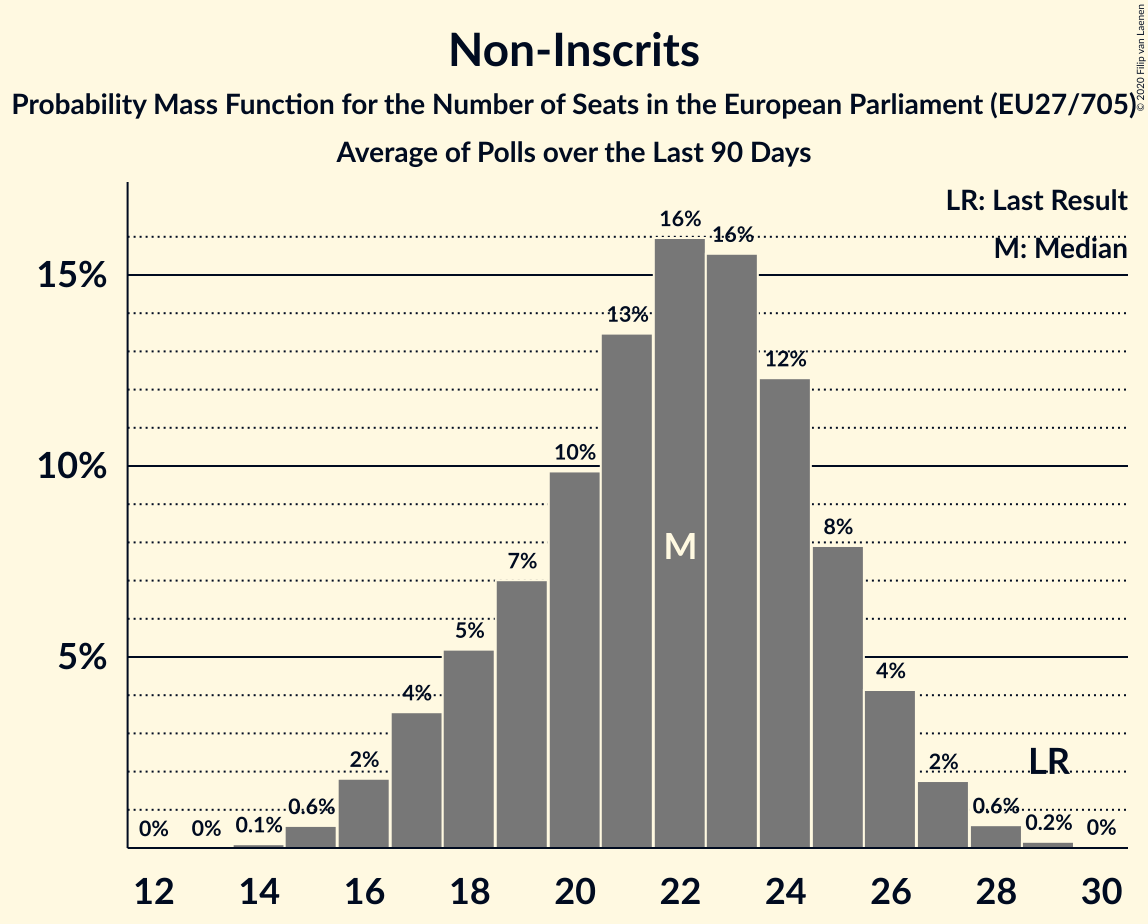 Non-Inscrits
Probability Mass Function for the Number of Seats in the European Parliament (EU27/705)
Average of Polls over the Last 90 Days
© 2020 Filip van Laenen
LR: Last Result
M: Median
15%
10%
5%
0%
0%
0.1%
0.6%
2%
4%
5%
7%
10%
13%
16%
16%
12%
8%
4%
2%
0.6%
0.2%
0%
M
LR
12 14 16 18 20 22 24 26 28 30